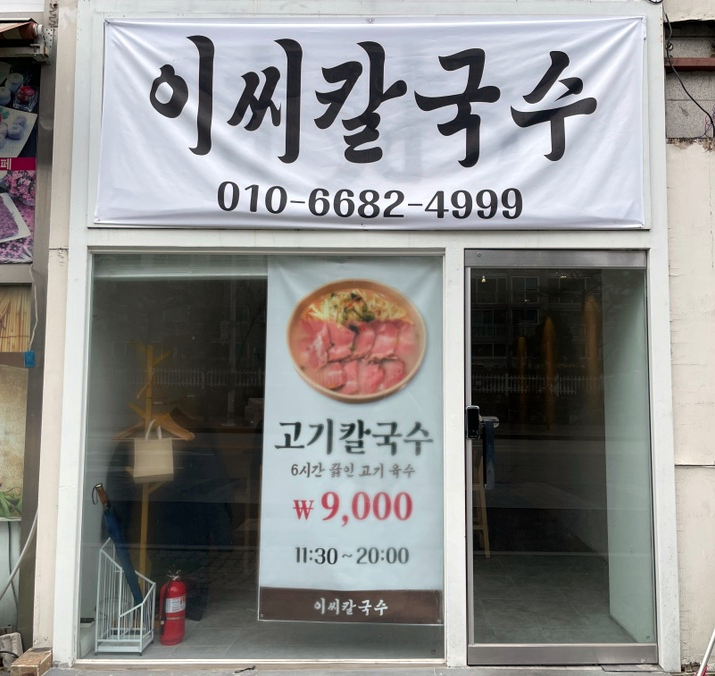 이씨칼국수
010-6682-4999
페
고기칼국수
6시간 끓인 고기 육수
₩ 9,000
11:30~20:00
이씨칼국수